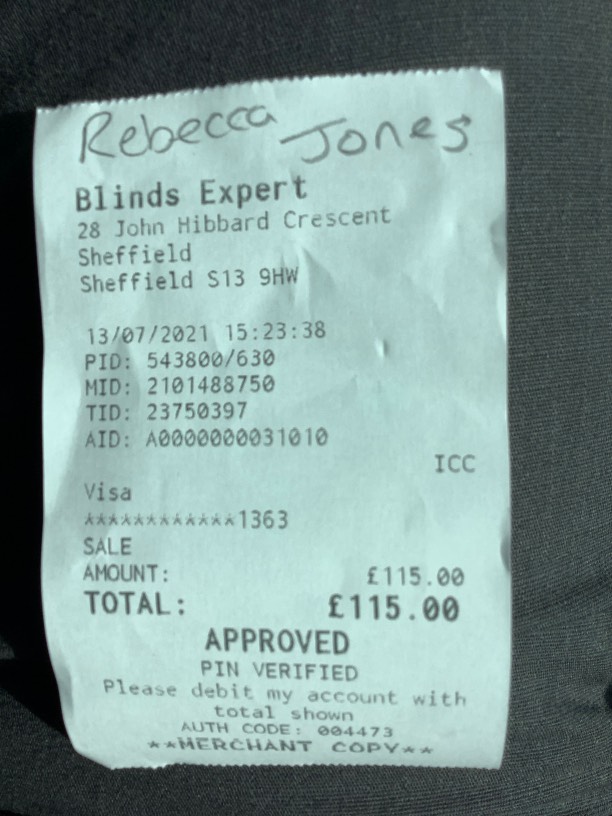 Rebecca Jones
Blinds Expert
28 John Hibbard Crescent
Sheffield
Sheffield S13 9HW
13/07/2021 15:23:38
PID: 543800/630
MID: 2101488750
TID: 23750397
AID: A0000000031010
ICC
Visa
************1363
SALE
AMOUNT: £115.00
TOTAL: £115.00
APPROVED
PIN VERIFIED
Please debit my account with
total shown
AUTH CODE: 004473
**MERCHANT COPY**